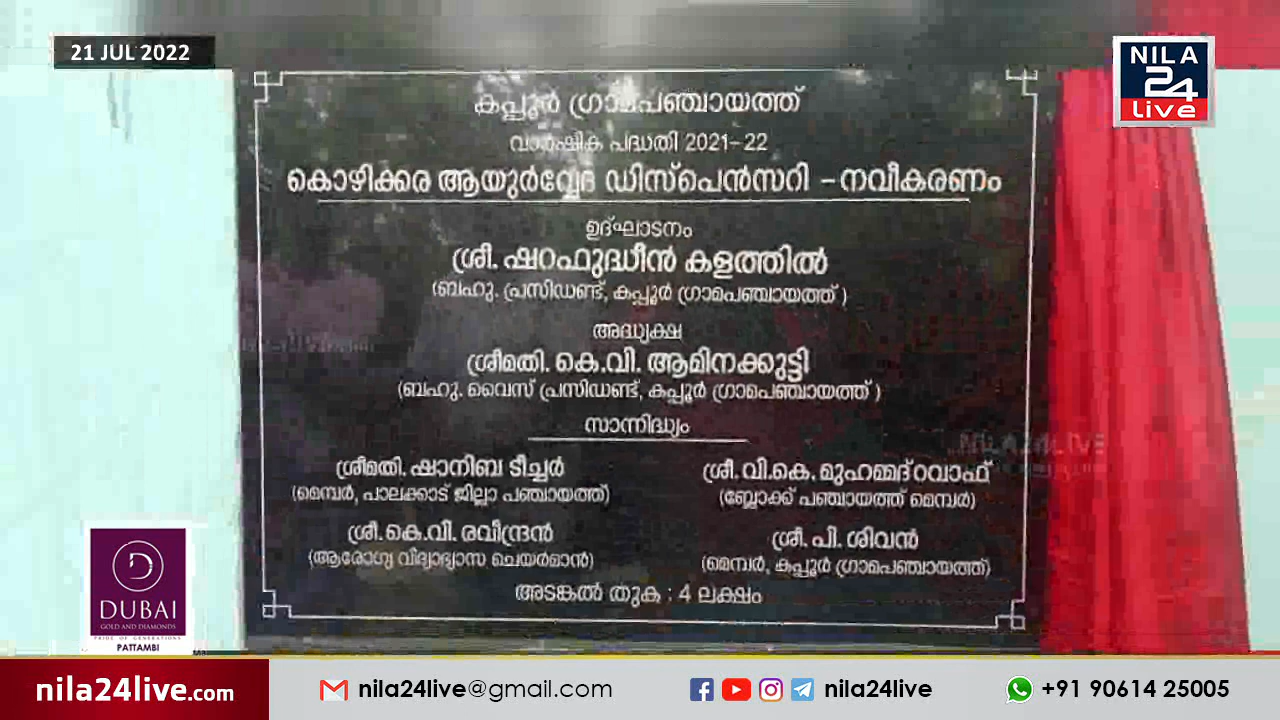 21 JUL 2022
NILA
24
live
കപ്പൂർ ഗ്രാമപഞ്ചായത്ത്
വാർഷിക പദ്ധതി 2021-22
കൊഴിക്കര ആയുർവ്വേദ ഡിസ്പെൻസറി - നവീകരണം
ഉദ്ഘാടനം
ശ്രീ. ഷറഫുദ്ധീൻ കളത്തിൽ
(ബഹു. പ്രസിഡണ്ട്, കപ്പൂർ ഗ്രാമപഞ്ചായത്ത് )
അദ്ധ്യക്ഷ
ശ്രീമതി. കെ.വി. ആമിനക്കുട്ടി
(ബഹു. വൈസ് പ്രസിഡണ്ട്, കപ്പൂർ ഗ്രാമപഞ്ചായത്ത് )
സാന്നിദ്ധ്യം
ശ്രീമതി. ഷാനിബ ടീച്ചർ
(മെമ്പർ, പാലക്കാട് ജില്ലാ പഞ്ചായത്ത്)
ശ്രീ.വി.കെ. മുഹമ്മദ്റവാഫ്
(ബ്ലോക്ക് പഞ്ചായത്ത് മെമ്പർ)
ശ്രീ.കെ.വി. രവീന്ദ്രൻ
(ആരോഗ്യ വിദ്യാഭ്യാസ ചെയർമാൻ)
ശ്രീ. പി. ശിവൻ
(മെമ്പർ, കപ്പൂർ ഗ്രാമപഞ്ചായത്ത്)
അടങ്കൽ തുക : 4 ലക്ഷം
NILA24LIVE
D
DUBAI
GOLD AND DIAMONDS
PRIDE OF GENERATIONS
PATTAMBI
nila24live.com
nila24live@gmail.com
nila24live
+91 90614 25005